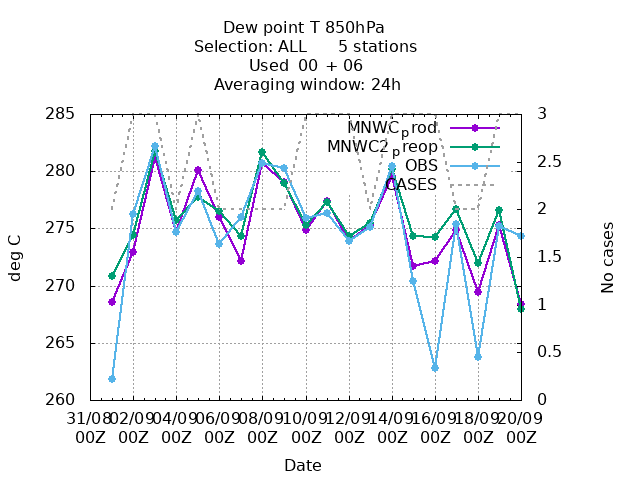 Dew point T 850hPa
Selection: ALL      5 stations
Used  00 + 06
Averaging window: 24h
285
280
275
270
265
260
deg C
3
2.5
2
1.5
1
0.5
0
No cases
MNWC_prod
MNWC2_preop
OBS
CASES
31/08 02/09 04/09 06/09 08/09 10/09 12/09 14/09 16/09 18/09 20/09
00Z 00Z 00Z 00Z 00Z 00Z 00Z 00Z 00Z 00Z 00Z
Date